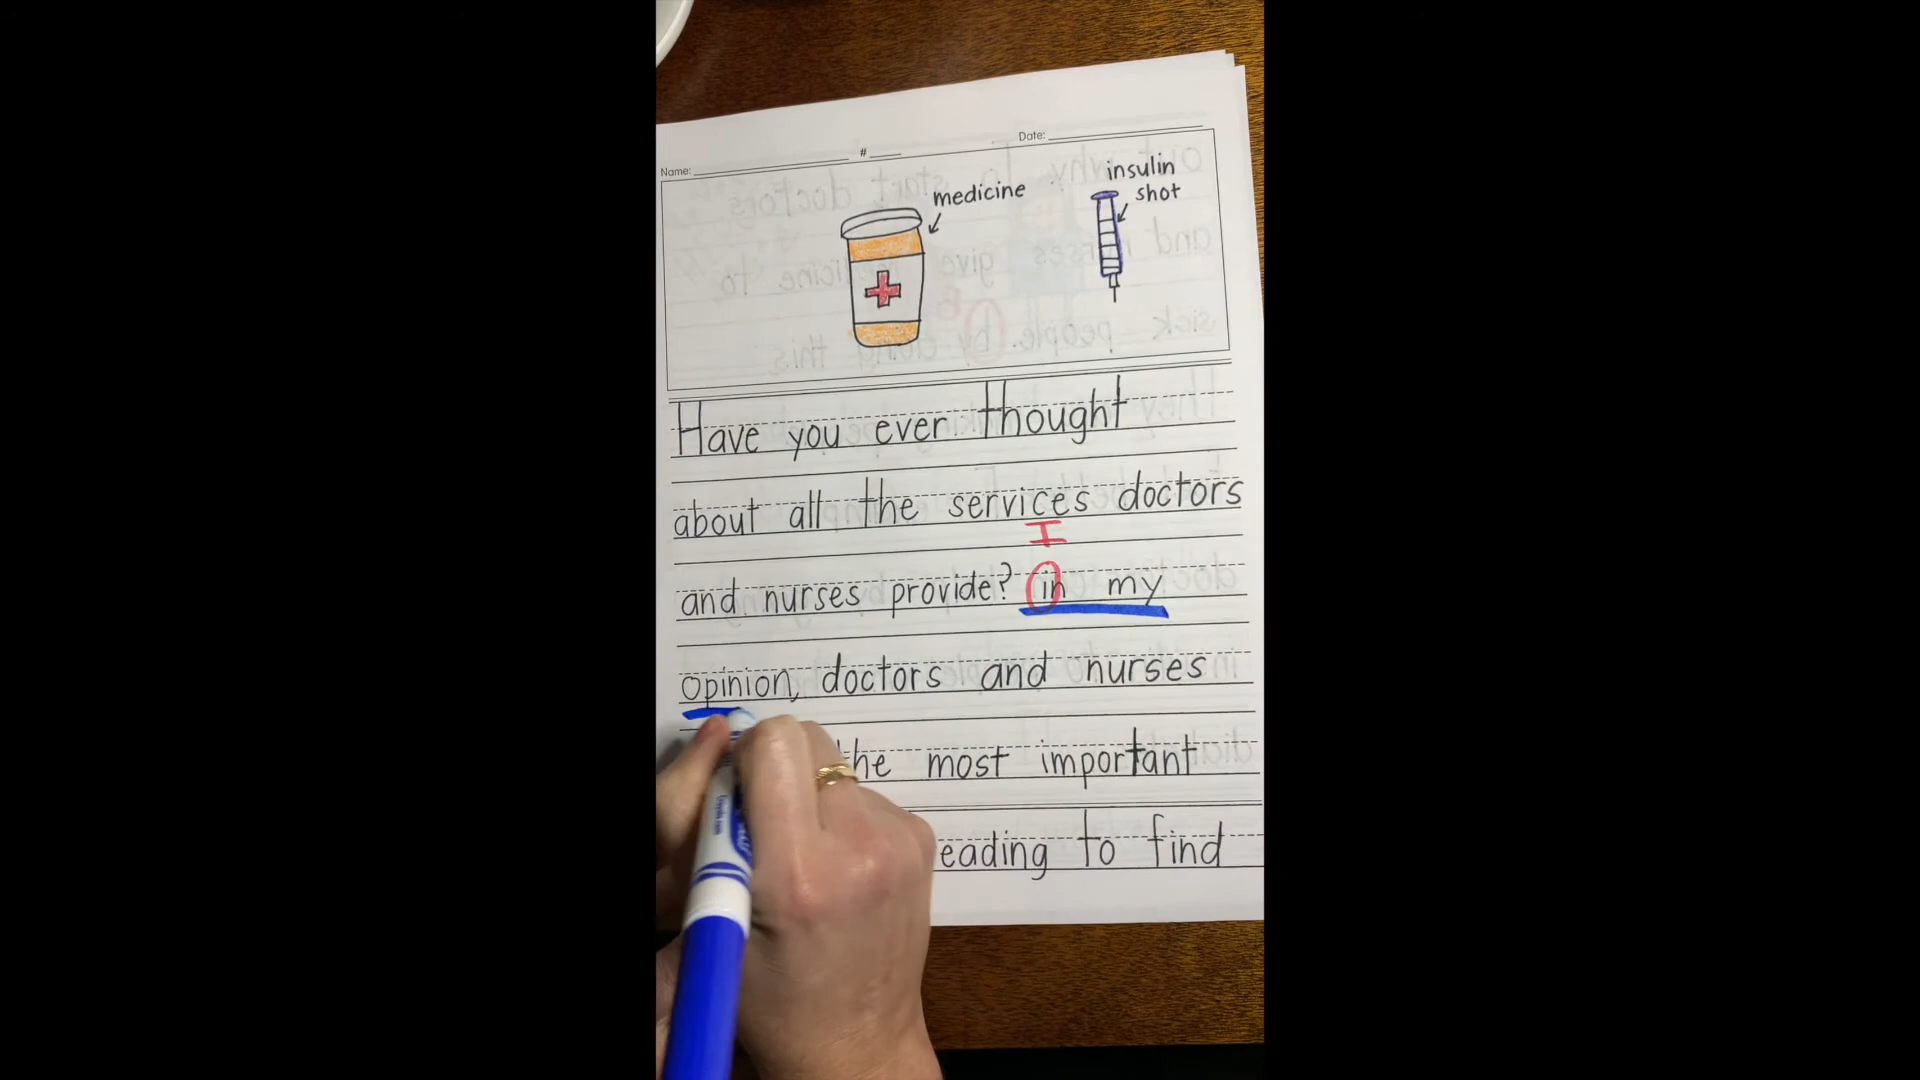 Name:
#
Date:
medicine
insulin
shot
Have you ever thought
about all the services doctors
I
and nurses provide? in my
opinion, doctors and nurses
the most important
eading to find